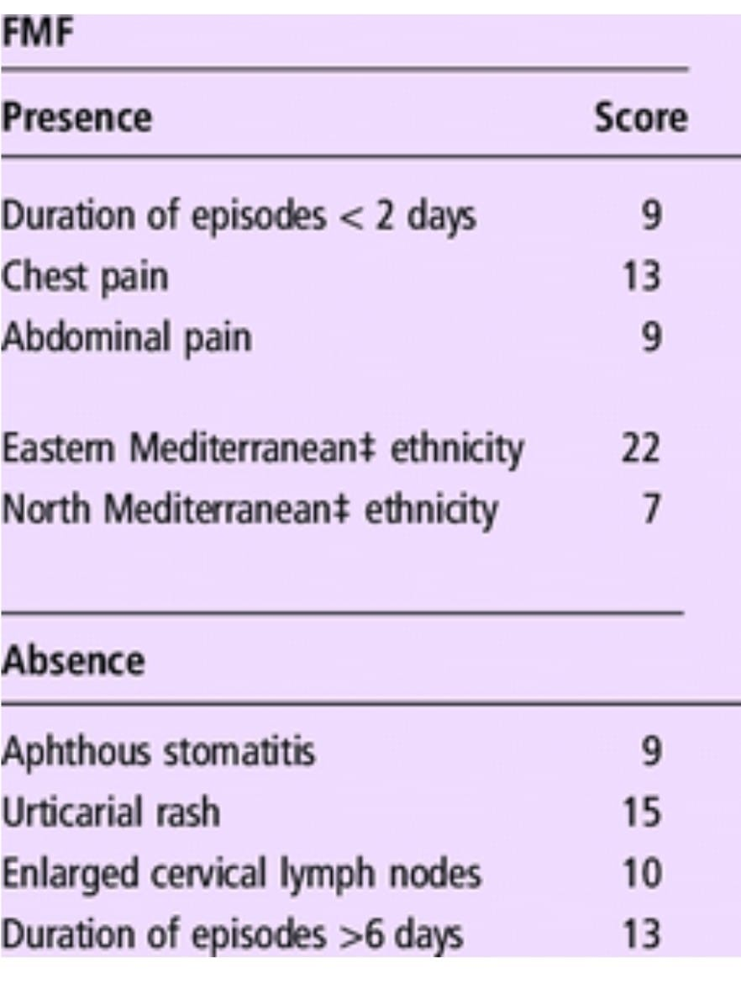 FMF
Presence Score
Duration of episodes < 2 days 9
Chest pain 13
Abdominal pain 9
Eastern Mediterranean‡ ethnicity 22
North Mediterranean‡ ethnicity 7
Absence
Aphthous stomatitis 9
Urticarial rash 15
Enlarged cervical lymph nodes 10
Duration of episodes >6 days 13